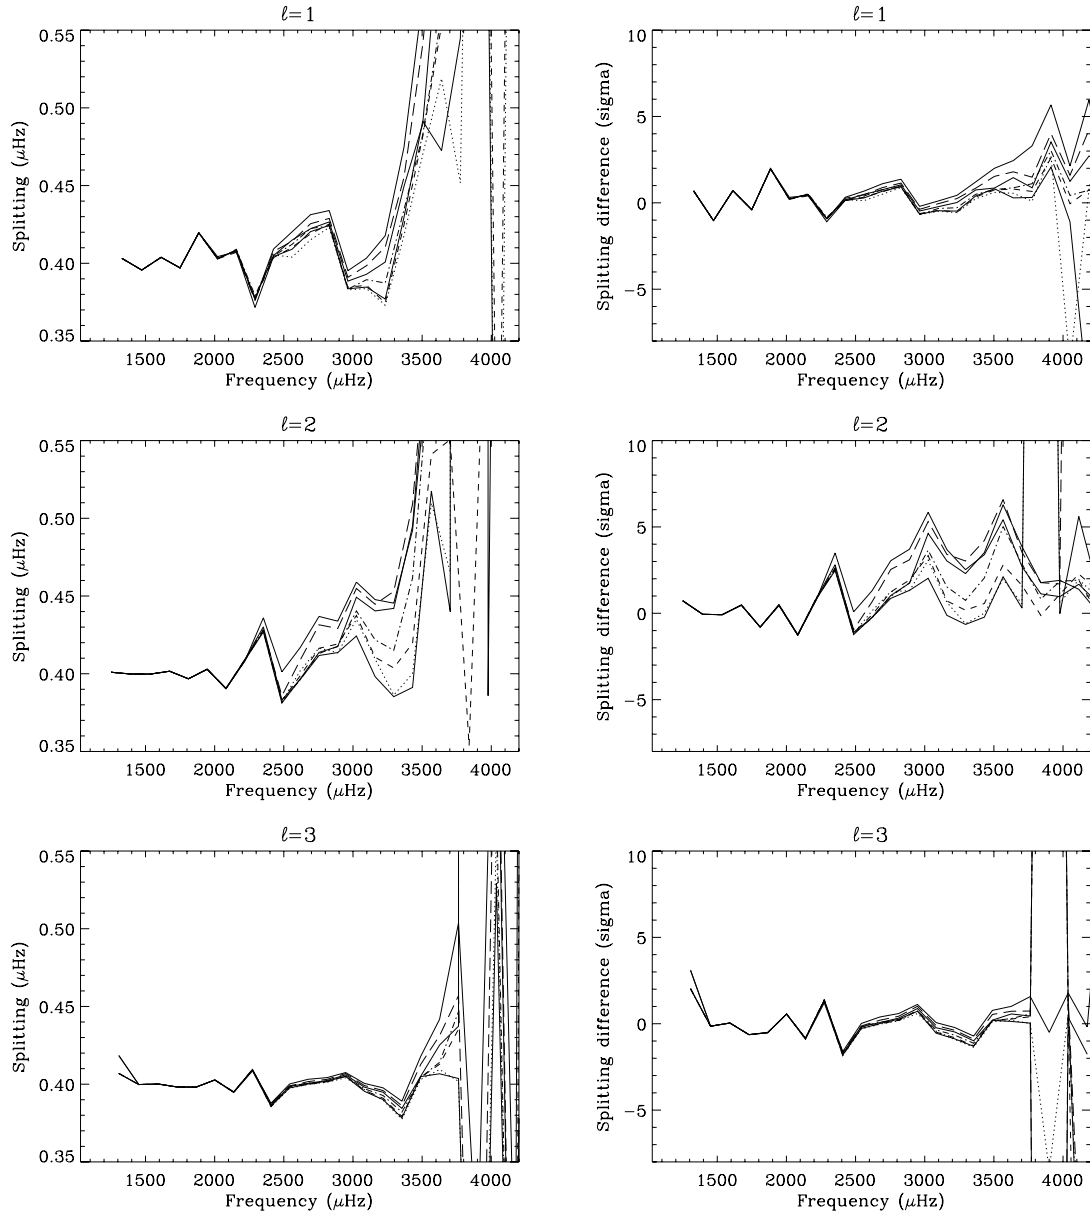 ℓ=1
0.55
0.50
0.45
0.40
0.35
Splitting (μHz)
1500 2000 2500 3000 3500 4000
Frequency (μHz)
ℓ=1
10
5
0
−5
Splitting difference (sigma)
1500 2000 2500 3000 3500 4000
Frequency (μHz)
ℓ=2
0.55
0.50
0.45
0.40
0.35
Splitting (μHz)
1500 2000 2500 3000 3500 4000
Frequency (μHz)
ℓ=2
10
5
0
−5
Splitting difference (sigma)
1500 2000 2500 3000 3500 4000
Frequency (μHz)
ℓ=3
0.55
0.50
0.45
0.40
0.35
Splitting (μHz)
1500 2000 2500 3000 3500 4000
Frequency (μHz)
ℓ=3
10
5
0
−5
Splitting difference (sigma)
1500 2000 2500 3000 3500 4000
Frequency (μHz)